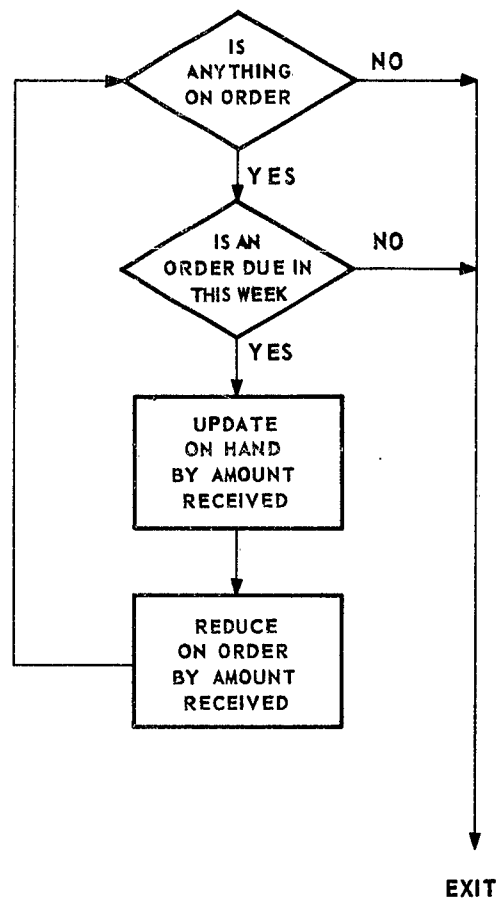 IS
ANYTHING
ON ORDER
NO
YES
IS AN
ORDER DUE IN
THIS WEEK
NO
YES
UPDATE
ON HAND
BY AMOUNT
RECEIVED
REDUCE
ON ORDER
BY AMOUNT
RECEIVED
EXIT